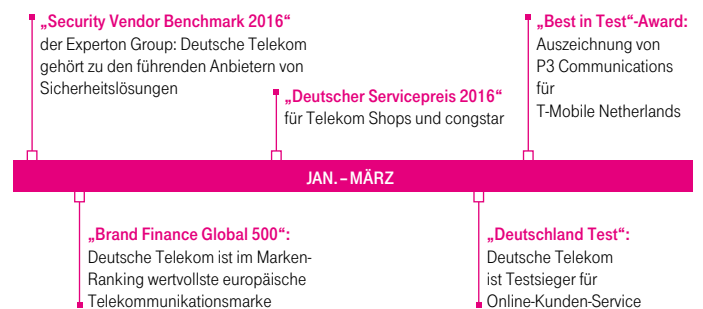 „Security Vendor Benchmark 2016“
der Experton Group: Deutsche Telekom
gehört zu den führenden Anbietern von
Sicherheitslösungen
„Deutscher Servicepreis 2016“
für Telekom Shops und congstar
„Best in Test“-Award:
Auszeichnung von
P3 Communications
für
T-Mobile Netherlands
JAN. – MÄRZ
„Brand Finance Global 500“:
Deutsche Telekom ist im Marken-
Ranking wertvollste europäische
Telekommunikationsmarke
„Deutschland Test“:
Deutsche Telekom
ist Testsieger für
Online-Kunden-Service